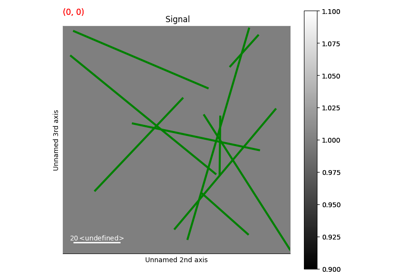 (0, 0)
Signal
1.100
1.075
1.050
1.025
1.000
0.975
0.950
0.925
0.900
Unnamed 3rd axis
20 <undefined>
Unnamed 2nd axis